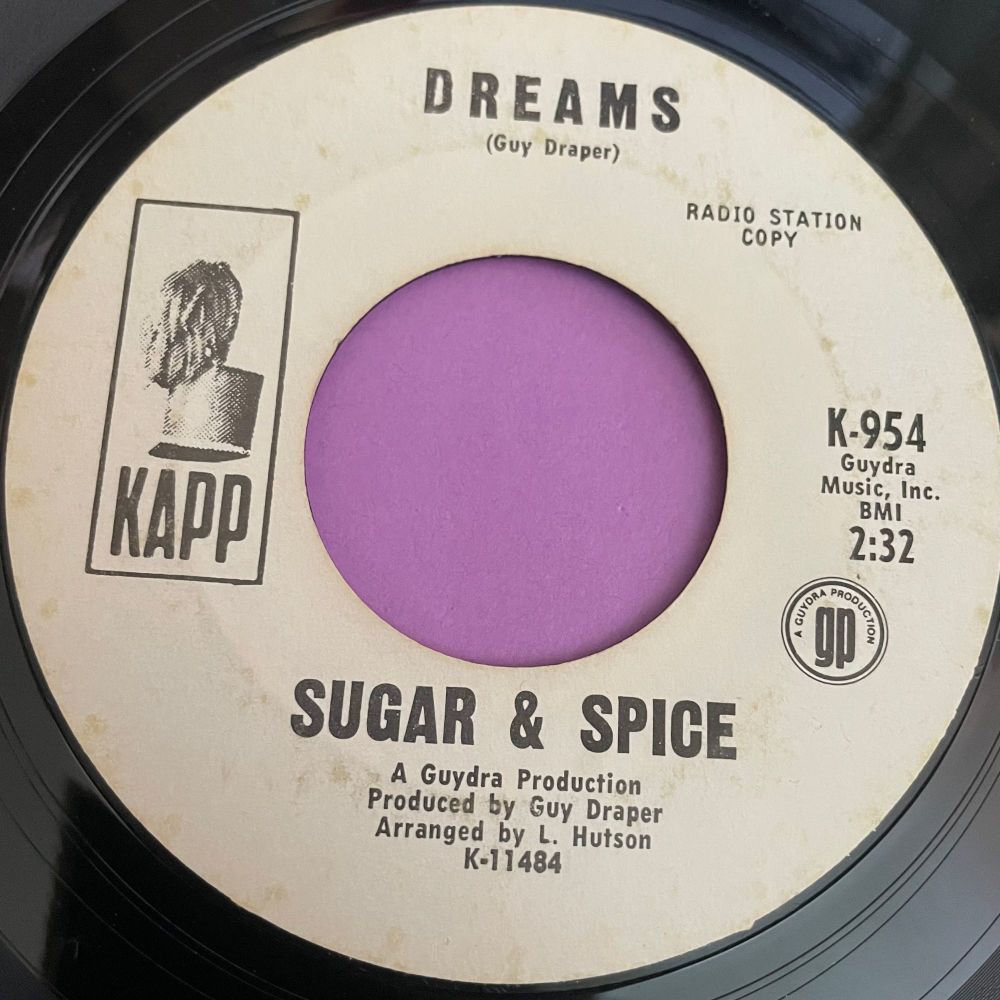 DREAMS
(Guy Draper)
RADIO STATION
COPY
KAPP
K-954
Guydra
Music, Inc.
BMI
2:32
A GUYDRA PRODUCTION
gp
SUGAR & SPICE
A Guydra Production
Produced by Guy Draper
Arranged by L. Hutson
K-11484